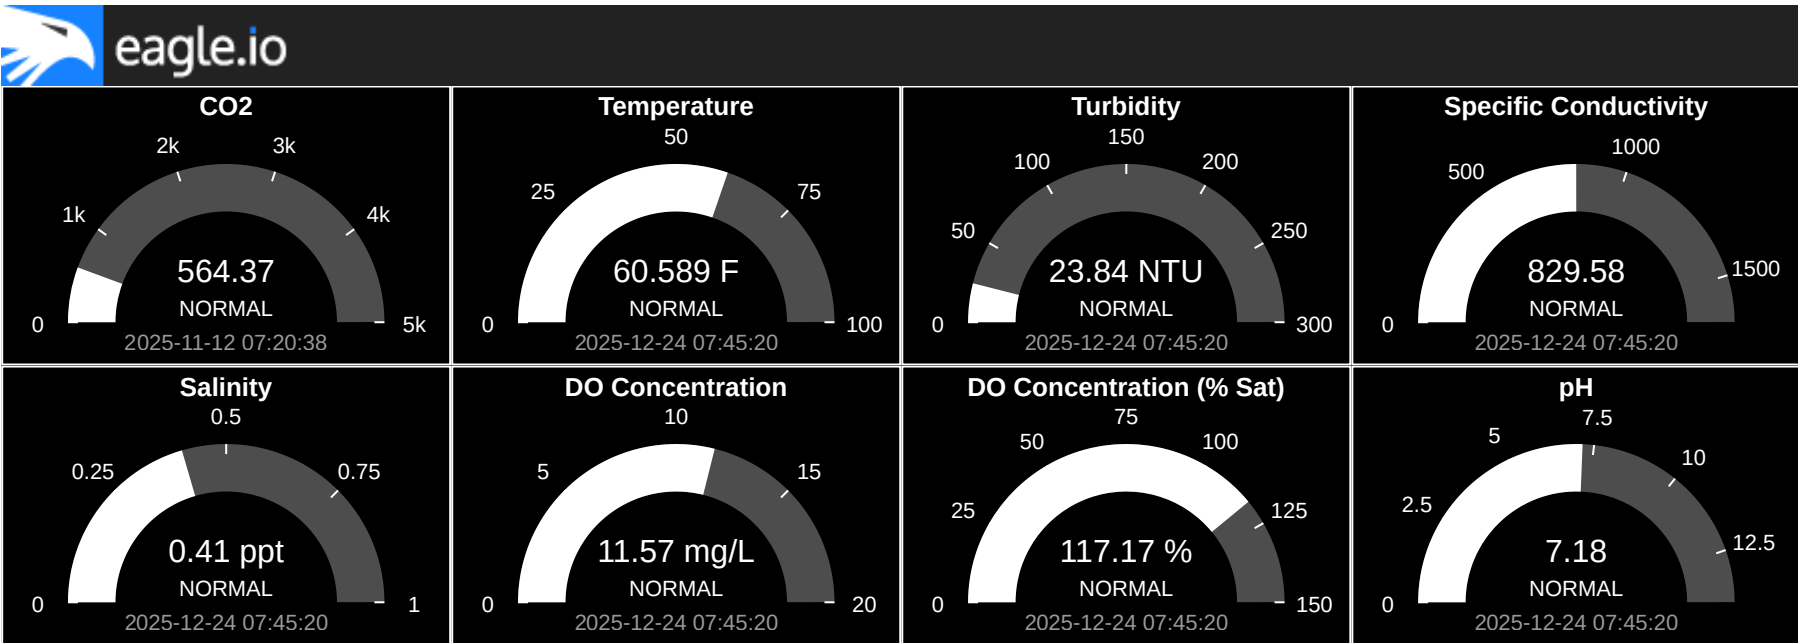 eagle.io
CO2
0
1k
2k
3k
4k
5k
564.37
NORMAL
2025-11-12 07:20:38
Temperature
0
25
50
75
100
60.589 F
NORMAL
2025-12-24 07:45:20
Turbidity
0
50
100
150
200
250
300
23.84 NTU
NORMAL
2025-12-24 07:45:20
Specific Conductivity
0
500
1000
1500
829.58
NORMAL
2025-12-24 07:45:20
Salinity
0
0.25
0.5
0.75
1
0.41 ppt
NORMAL
2025-12-24 07:45:20
DO Concentration
0
5
10
15
20
11.57 mg/L
NORMAL
2025-12-24 07:45:20
DO Concentration (% Sat)
0
25
50
75
100
125
150
117.17 %
NORMAL
2025-12-24 07:45:20
pH
0
2.5
5
7.5
10
12.5
7.18
NORMAL
2025-12-24 07:45:20